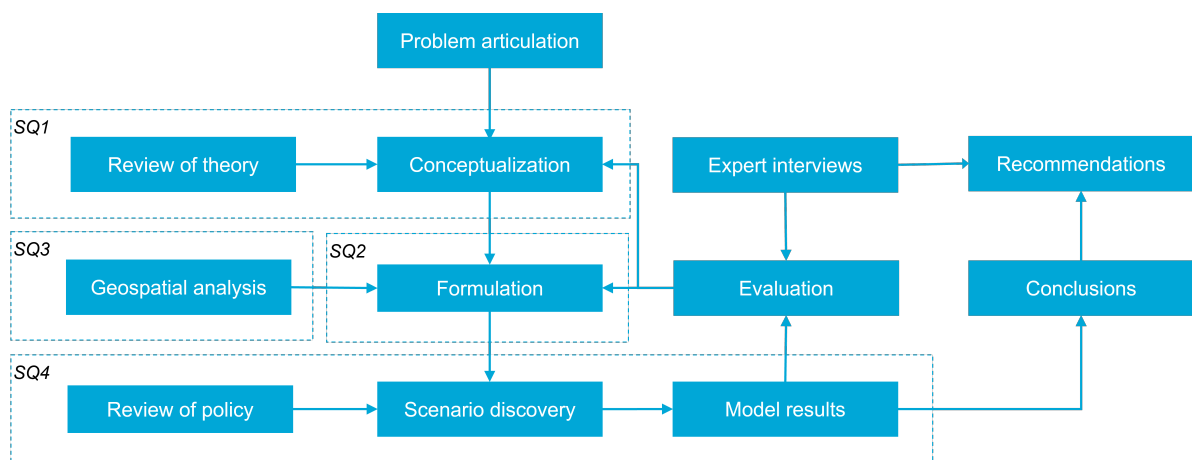 Problem articulation
SQ1
Review of theory
Conceptualization
Expert interviews
Recommendations
SQ3
SQ2
Geospatial analysis
Formulation
Evaluation
Conclusions
SQ4
Review of policy
Scenario discovery
Model results